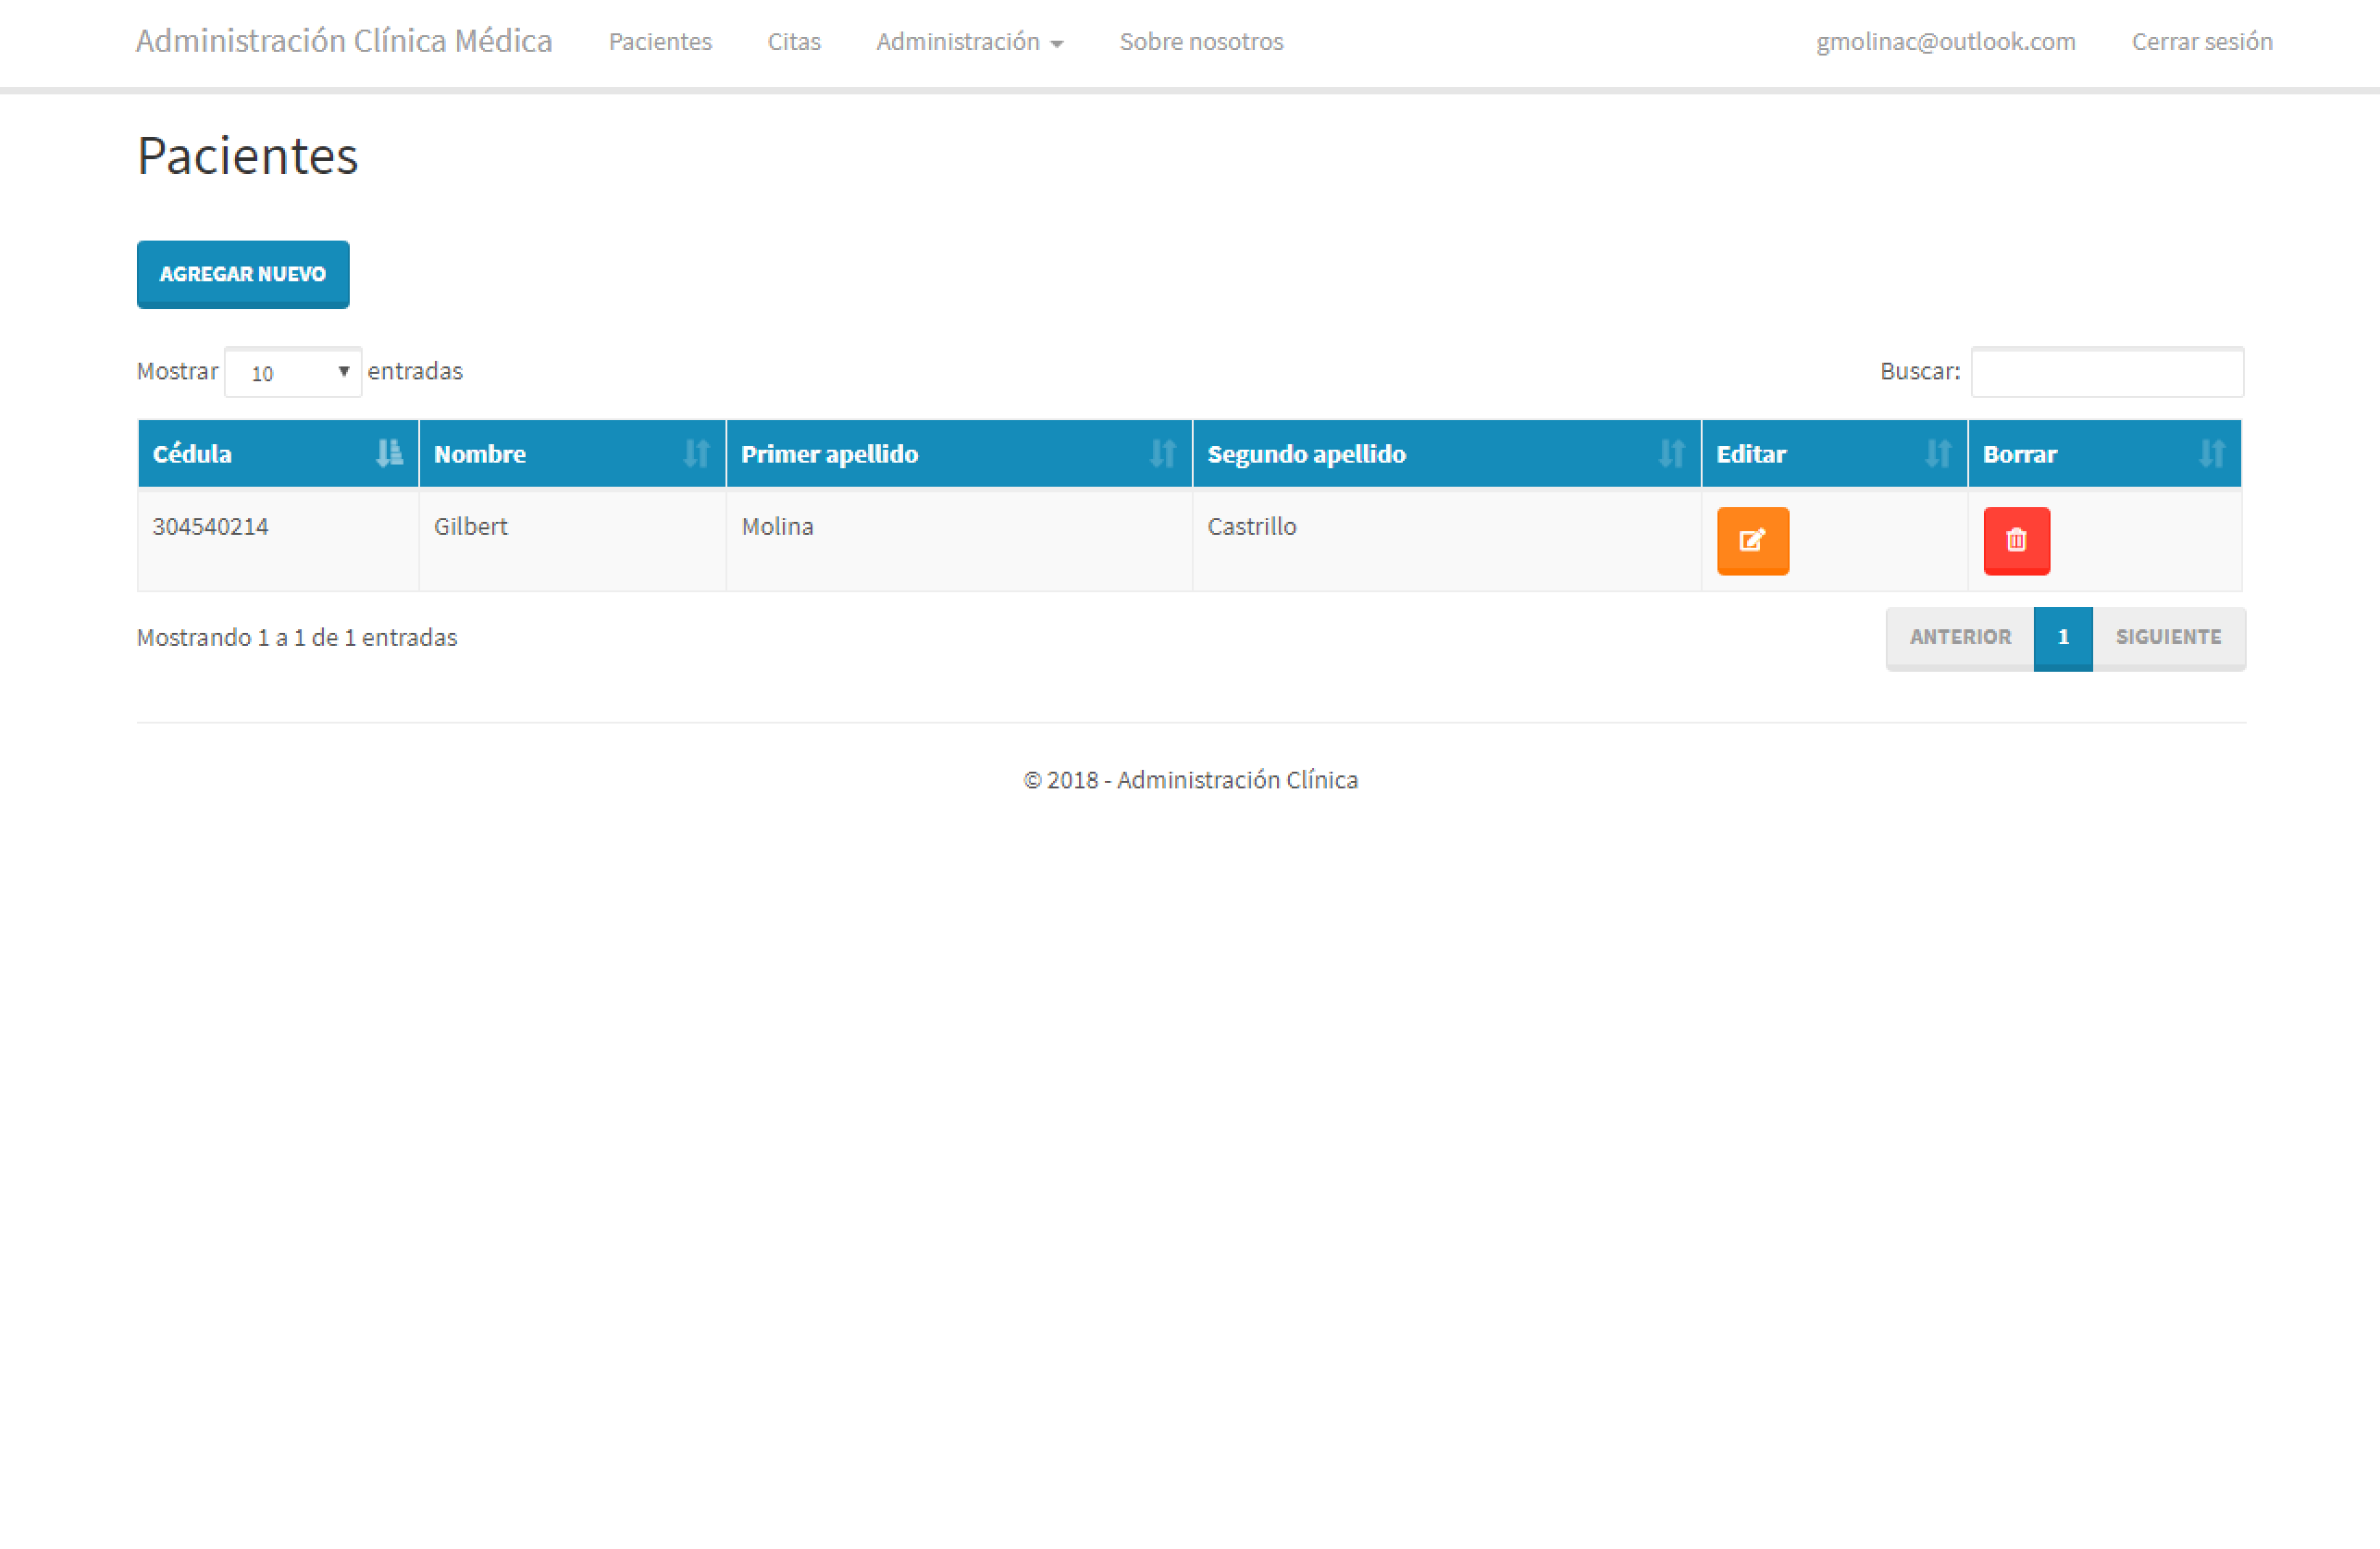 Administración Clínica Médica Pacientes Citas Administración Sobre nosotros gmolinac@outlook.com Cerrar sesión
Pacientes
AGREGAR NUEVO
Mostrar 10 entradas Buscar:
Cédula Nombre Primer apellido Segundo apellido Editar Borrar
304540214 Gilbert Molina Castrillo
Mostrando 1 a 1 de 1 entradas ANTERIOR 1 SIGUIENTE
© 2018 - Administración Clínica